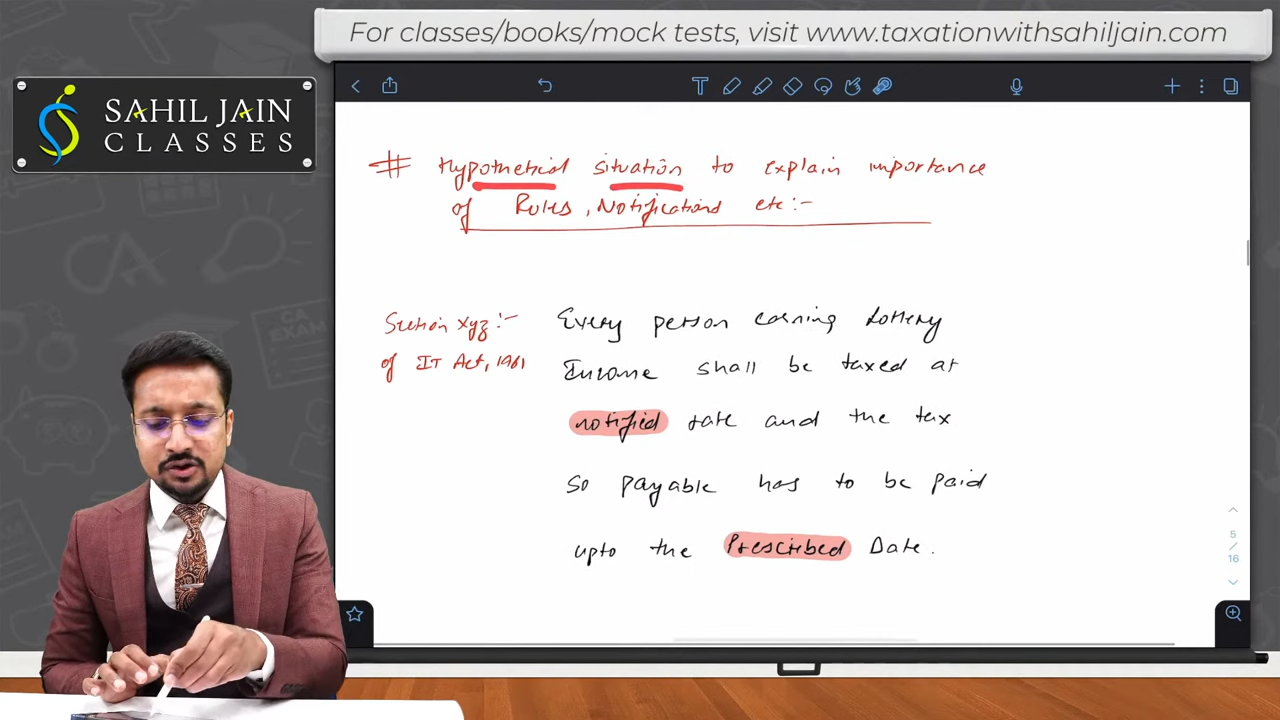 For classes/books/mock tests, visit www.taxationwithsahiljain.com
SAHIL JAIN
CLASSES
# Hypothetical situation to explain importance
of Rules, Notifications etc:-
Section xyz:-
of IT Act, 1961
Every person earning Lottery
Income shall be taxed at
notified rate and the tax
so payable has to be paid
upto the Prescribed Date.
5
/
16